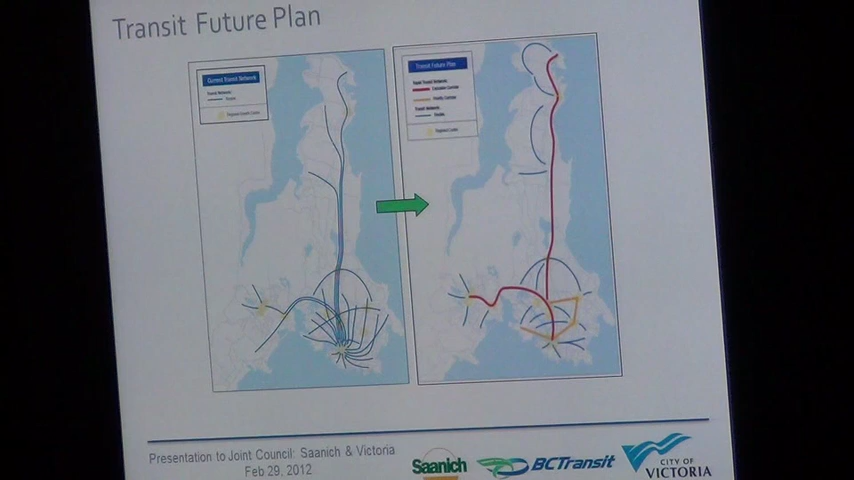 Transit Future Plan
Current Transit Network
Transit Future Plan
Presentation to Joint Council: Saanich & Victoria
Feb 29, 2012
Saanich
BCTransit
CITY OF
VICTORIA